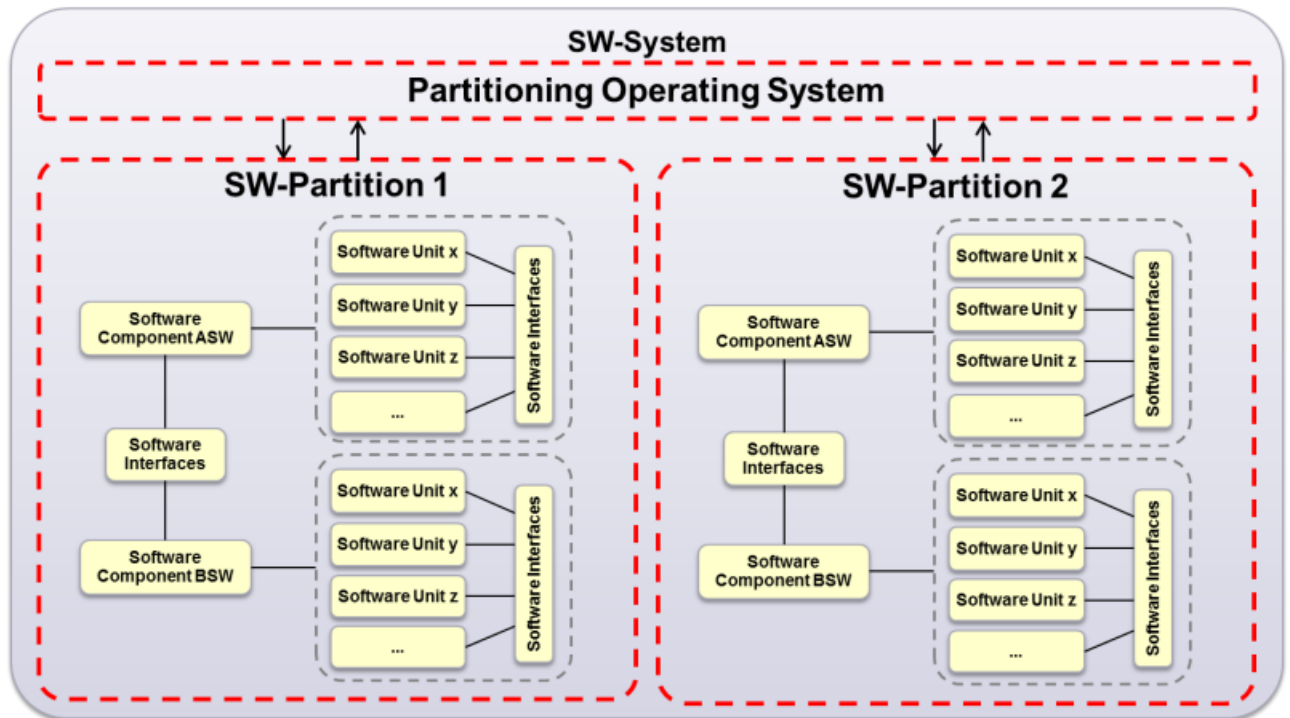 SW-System
Partitioning Operating System
SW-Partition 1
Software Unit x
Software Unit y
Software Unit z
...
Software Interfaces
Software
Component ASW
Software
Interfaces
Software
Component BSW
Software Unit x
Software Unit y
Software Unit z
...
Software Interfaces
SW-Partition 2
Software Unit x
Software Unit y
Software Unit z
...
Software Interfaces
Software
Component ASW
Software
Interfaces
Software
Component BSW
Software Unit x
Software Unit y
Software Unit z
...
Software Interfaces